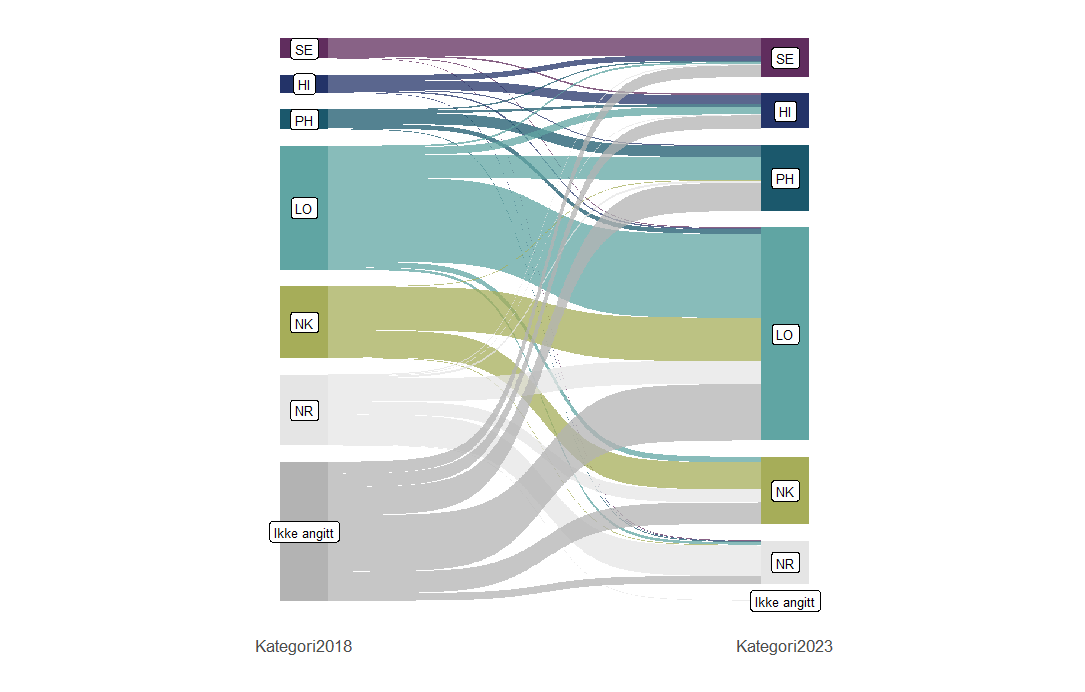 SE
HI
PH
LO
NK
NR
Ikke angitt
SE
HI
PH
LO
NK
NR
Ikke angitt
Kategori2018
Kategori2023